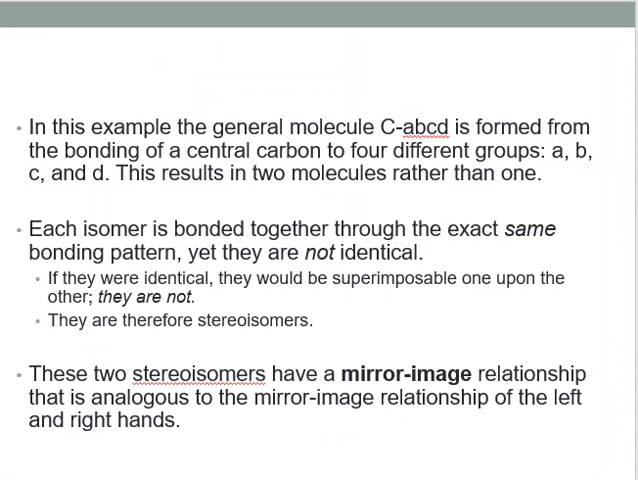 • In this example the general molecule C-abcd is formed from
the bonding of a central carbon to four different groups: a, b,
c, and d. This results in two molecules rather than one.
• Each isomer is bonded together through the exact same
bonding pattern, yet they are not identical.
• If they were identical, they would be superimposable one upon the
other; they are not.
• They are therefore stereoisomers.
• These two stereoisomers have a mirror-image relationship
that is analogous to the mirror-image relationship of the left
and right hands.